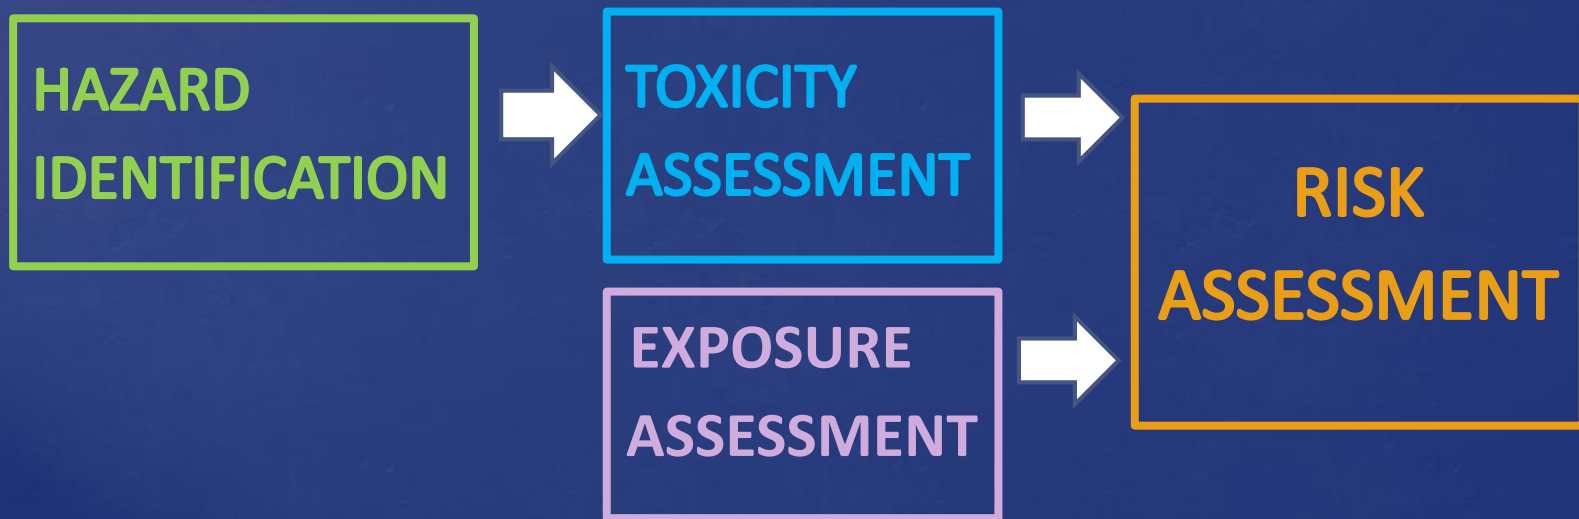 HAZARD
IDENTIFICATION
TOXICITY
ASSESSMENT
EXPOSURE
ASSESSMENT
RISK
ASSESSMENT